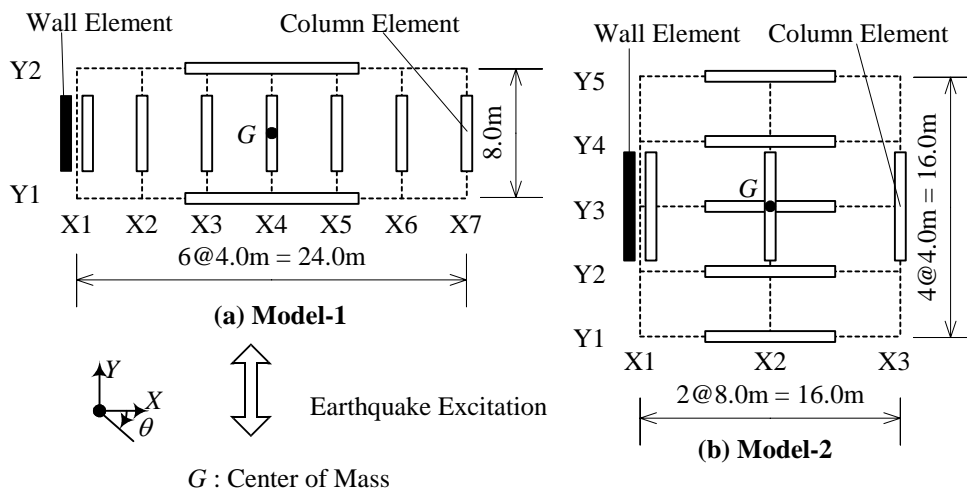 Wall Element
Column Element
Y2
G
8.0m
Y1
X1 X2 X3 X4 X5 X6 X7
6@4.0m = 24.0m
(a) Model-1
Y
X
θ
Earthquake Excitation
G : Center of Mass
Wall Element
Column Element
Y5
Y4
G
Y3
Y2
Y1
4@4.0m = 16.0m
X1 X2 X3
2@8.0m = 16.0m
(b) Model-2